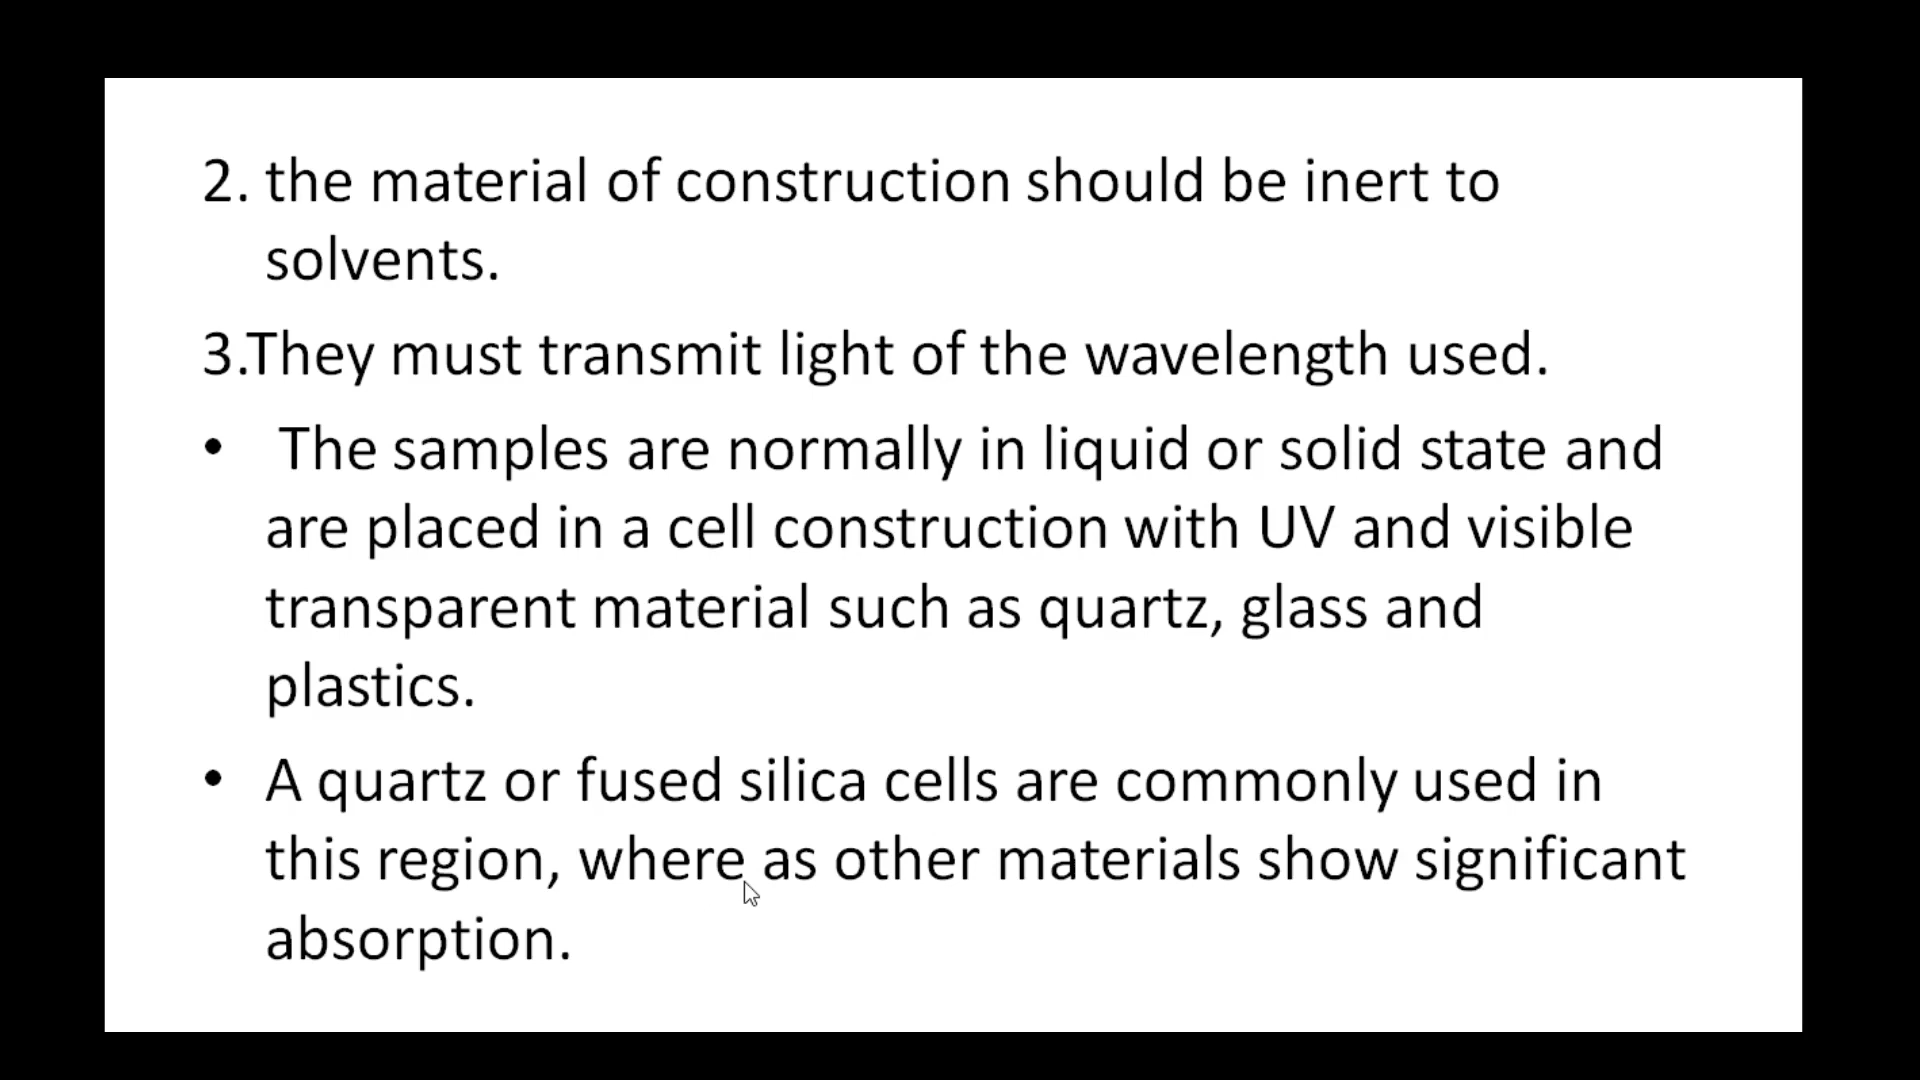 2. the material of construction should be inert to
solvents.
3.They must transmit light of the wavelength used.
• The samples are normally in liquid or solid state and
are placed in a cell construction with UV and visible
transparent material such as quartz, glass and
plastics.
• A quartz or fused silica cells are commonly used in
this region, where as other materials show significant
absorption.